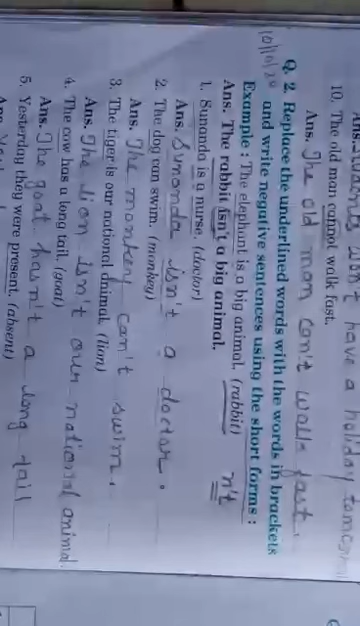 won't have a holiday
10. The old man cannot walk fast.
Ans. The old man can't walk fast.
Q. 2. Replace the underlined words with the words in brackets
and write negative sentences using the short forms :
Example : The elephant is a big animal. (rabbit) n't
Ans. The rabbit isn't a big animal.
1. Sunanda is a nurse. (doctor)
Ans. Sunanda isn't a doctor.
2. The dog can swim. (monkey)
Ans. The monkey can't swim.
3. The tiger is our national animal. (lion)
Ans. The lion isn't our national animal.
4. The cow has a long tail. (goat)
Ans. The goat hasn't a long tail
5. Yesterday they were present. (absent)